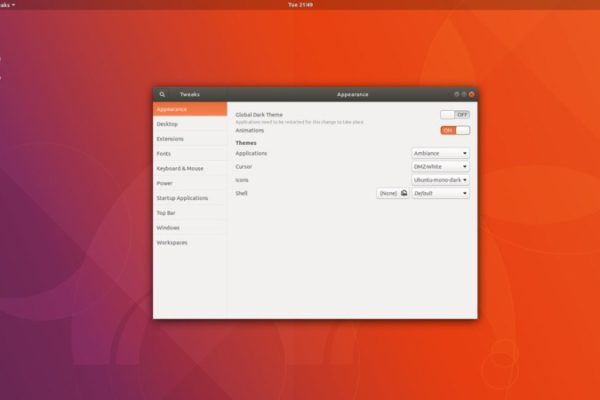 aks
Tue 21:49
Tweaks
Appearance
Appearance
Desktop
Extensions
Fonts
Keyboard & Mouse
Power
Startup Applications
Top Bar
Windows
Workspaces
Global Dark Theme OFF
Applications need to be restarted for this change to take place
Animations ON
Themes
Applications Ambiance
Cursor DMZ-White
Icons Ubuntu-mono-dark
Shell (None) Default